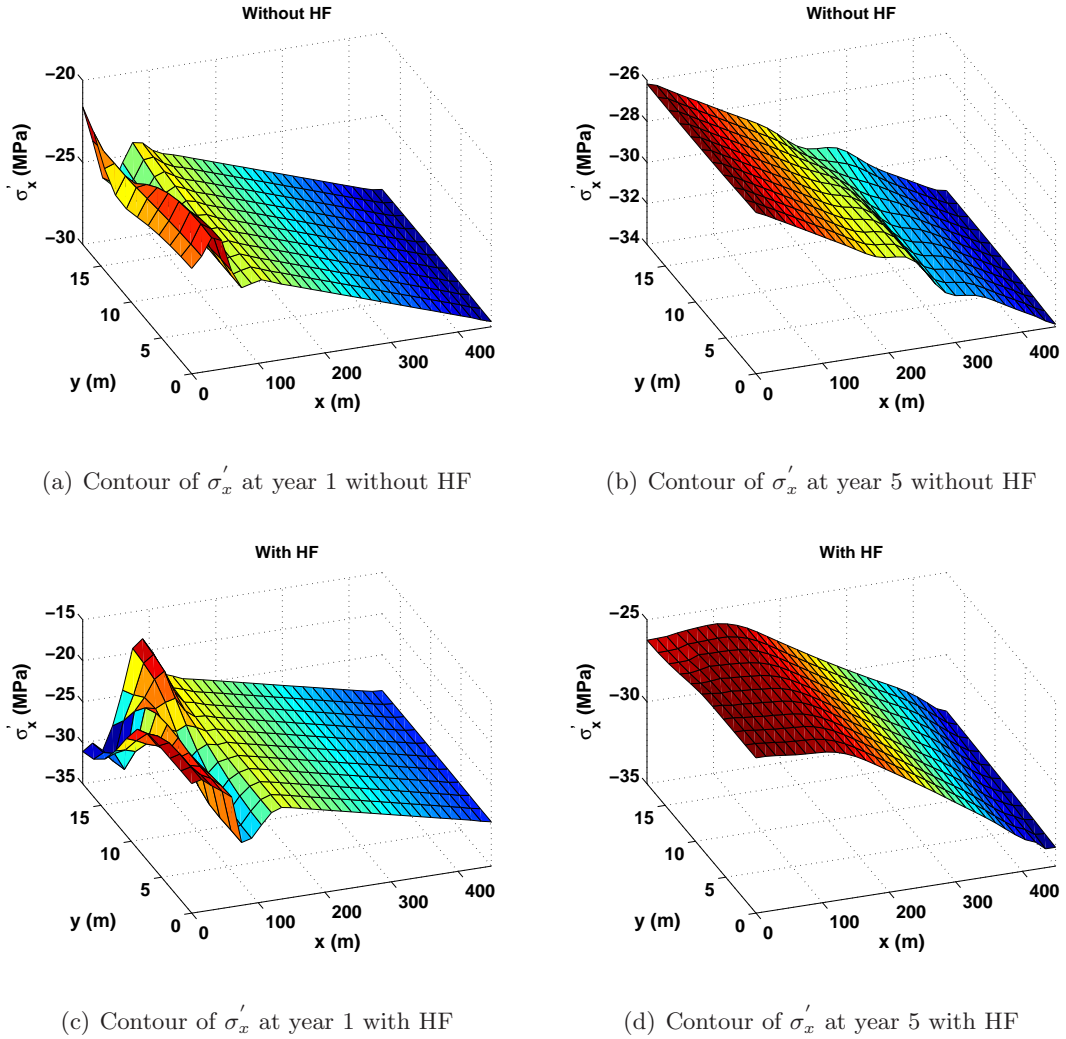 Without HF
−20
−25
−30
σ'x (MPa)
15
10
5
0
y (m)
0
100
200
300
400
x (m)
(a) Contour of σ'x at year 1 without HF
Without HF
−26
−28
−30
−32
−34
σ'x (MPa)
15
10
5
0
y (m)
0
100
200
300
400
x (m)
(b) Contour of σ'x at year 5 without HF
With HF
−15
−20
−25
−30
−35
σ'x (MPa)
15
10
5
0
y (m)
0
100
200
300
400
x (m)
(c) Contour of σ'x at year 1 with HF
With HF
−25
−30
−35
σ'x (MPa)
15
10
5
0
y (m)
0
100
200
300
400
x (m)
(d) Contour of σ'x at year 5 with HF